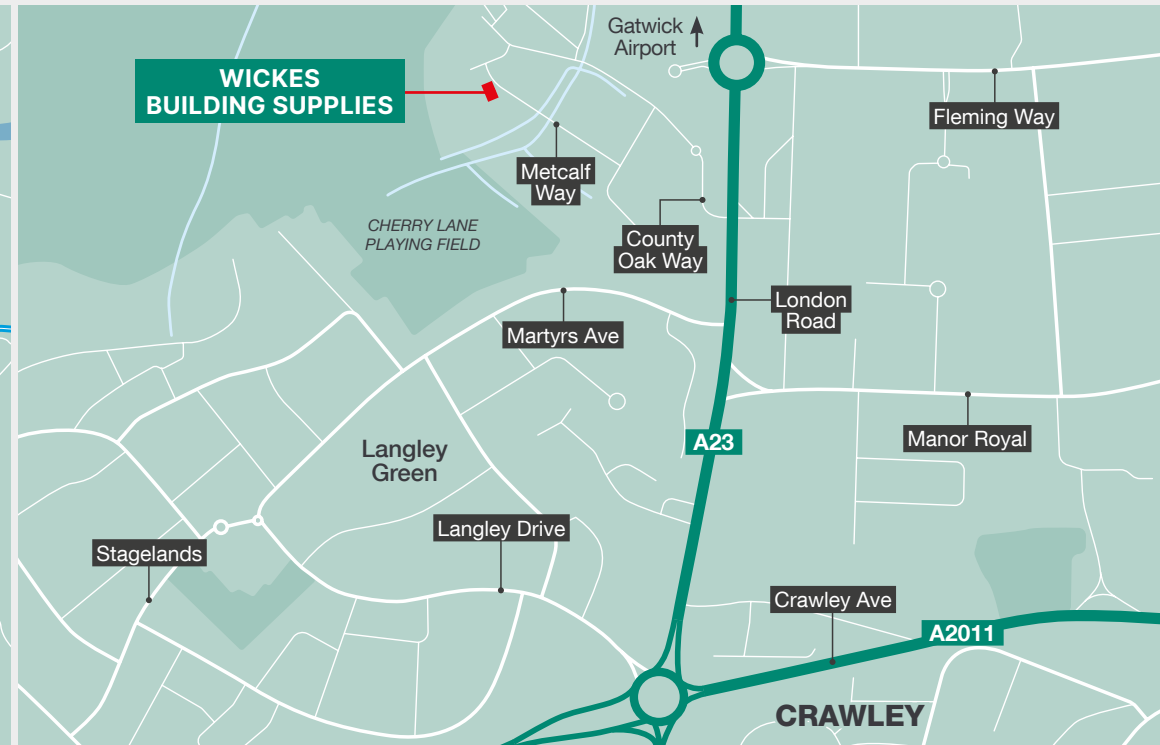 Gatwick
Airport
WICKES
BUILDING SUPPLIES
Fleming Way
Metcalf
Way
CHERRY LANE
PLAYING FIELD
County
Oak Way
London
Road
Martyrs Ave
A23
Manor Royal
Langley
Green
Langley Drive
Stagelands
Crawley Ave
A2011
CRAWLEY